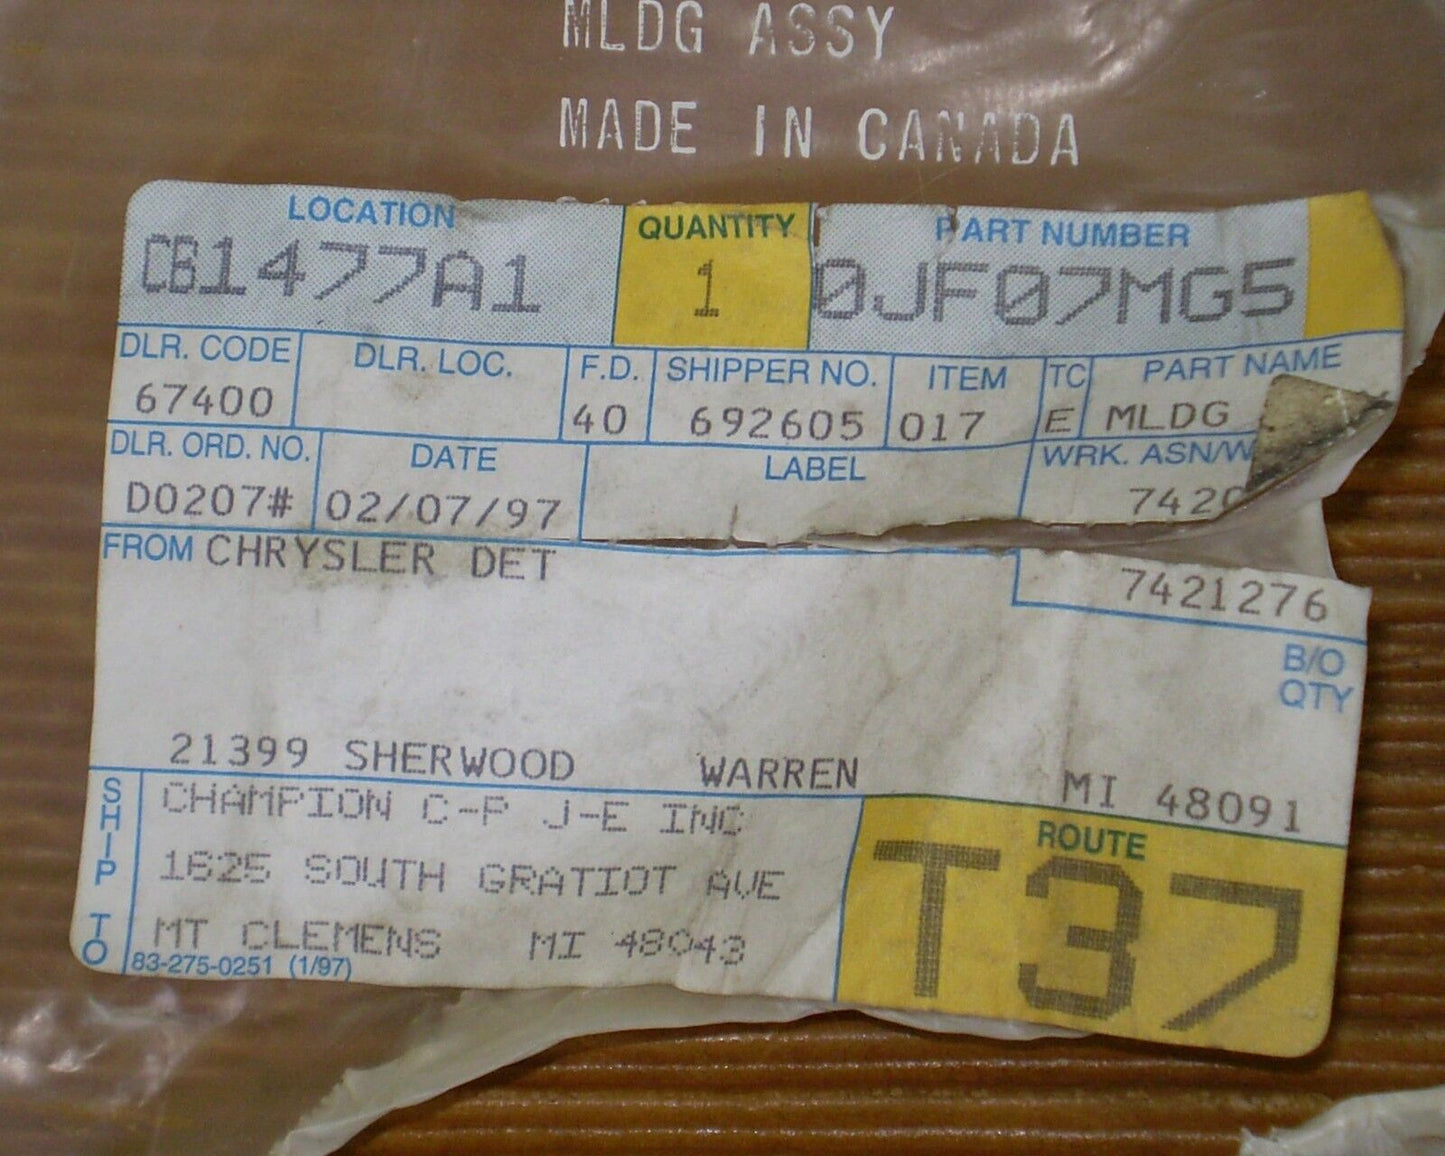 MLDG ASSY
MADE IN CANADA
LOCATION QUANTITY PART NUMBER
CB1477A1 1 0JF07MG5
DLR. CODE DLR. LOC. F.D. SHIPPER NO. ITEM TC PART NAME
67400 40 692605 017 E MLDG
DLR. ORD. NO. DATE LABEL WRK. ASN/W
D0207# 02/07/97 742
FROM CHRYSLER DET
7421276
B/O
QTY
21399 SHERWOOD WARREN MI 48091
SHIP TO
CHAMPION C-P J-E INC
1625 SOUTH GRATIOT AVE
MT CLEMENS MI 48043
83-275-0251 (1/97)
ROUTE
T37